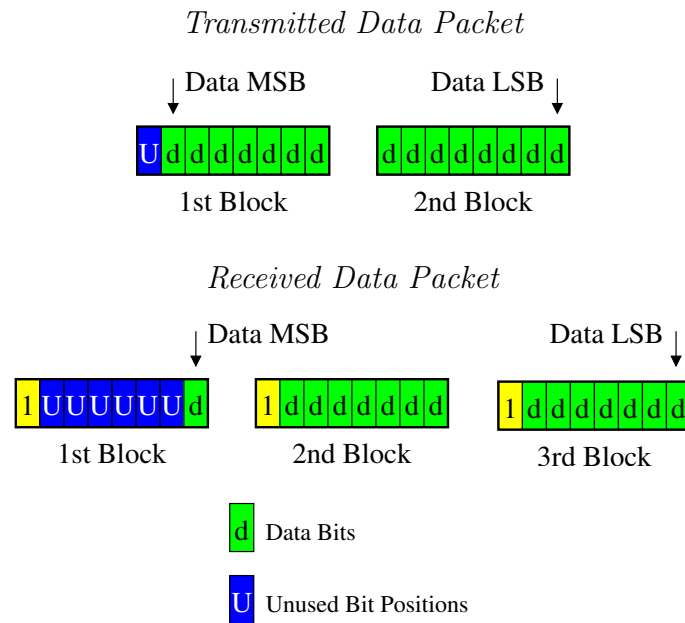 Transmitted Data Packet
Data MSB Data LSB
U d d d d d d d d d d d d d d d
1st Block 2nd Block
Received Data Packet
Data MSB Data LSB
1 U U U U U U d 1 d d d d d d d 1 d d d d d d d
1st Block 2nd Block 3rd Block
d Data Bits
U Unused Bit Positions